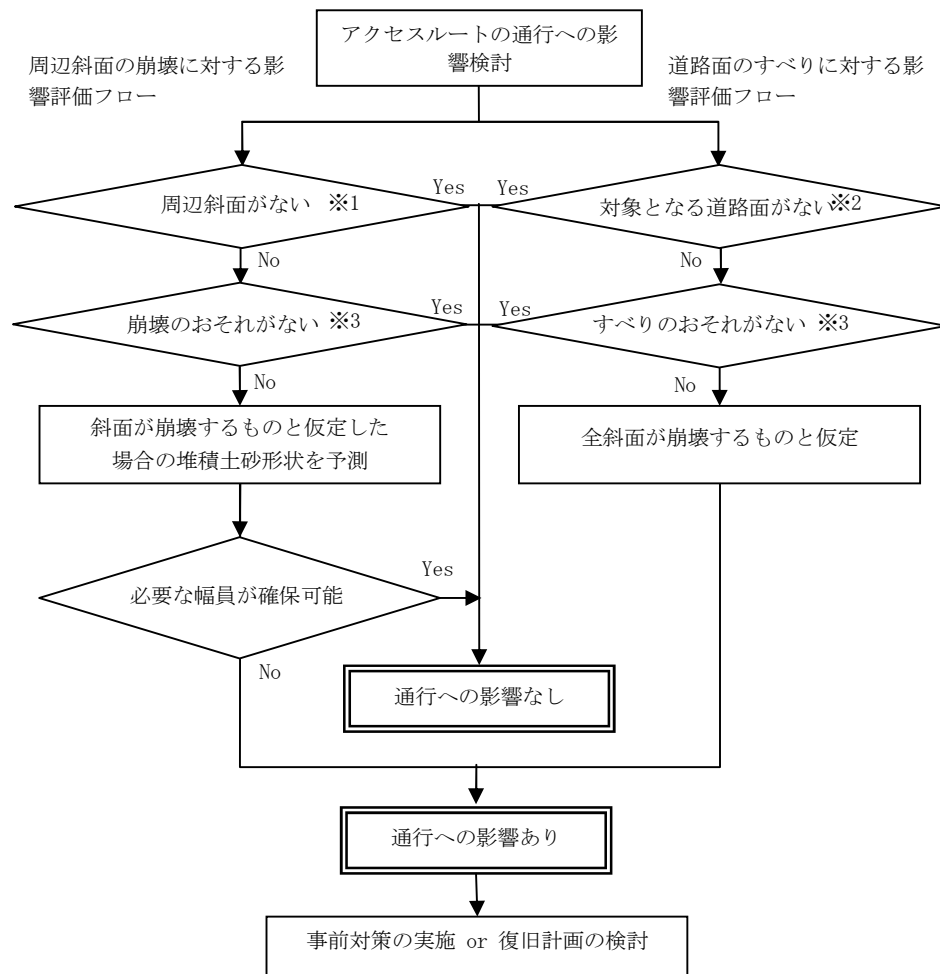 アクセスルートの通行への影
響検討
周辺斜面の崩壊に対する影
響評価フロー
道路面のすべりに対する影
響評価フロー
周辺斜面がない ※1
Yes
Yes
対象となる道路面がない※2
No
No
崩壊のおそれがない ※3
Yes
Yes
すべりのおそれがない ※3
No
No
斜面が崩壊するものと仮定した
場合の堆積土砂形状を予測
全斜面が崩壊するものと仮定
必要な幅員が確保可能
Yes
No
通行への影響なし
通行への影響あり
事前対策の実施 or 復旧計画の検討